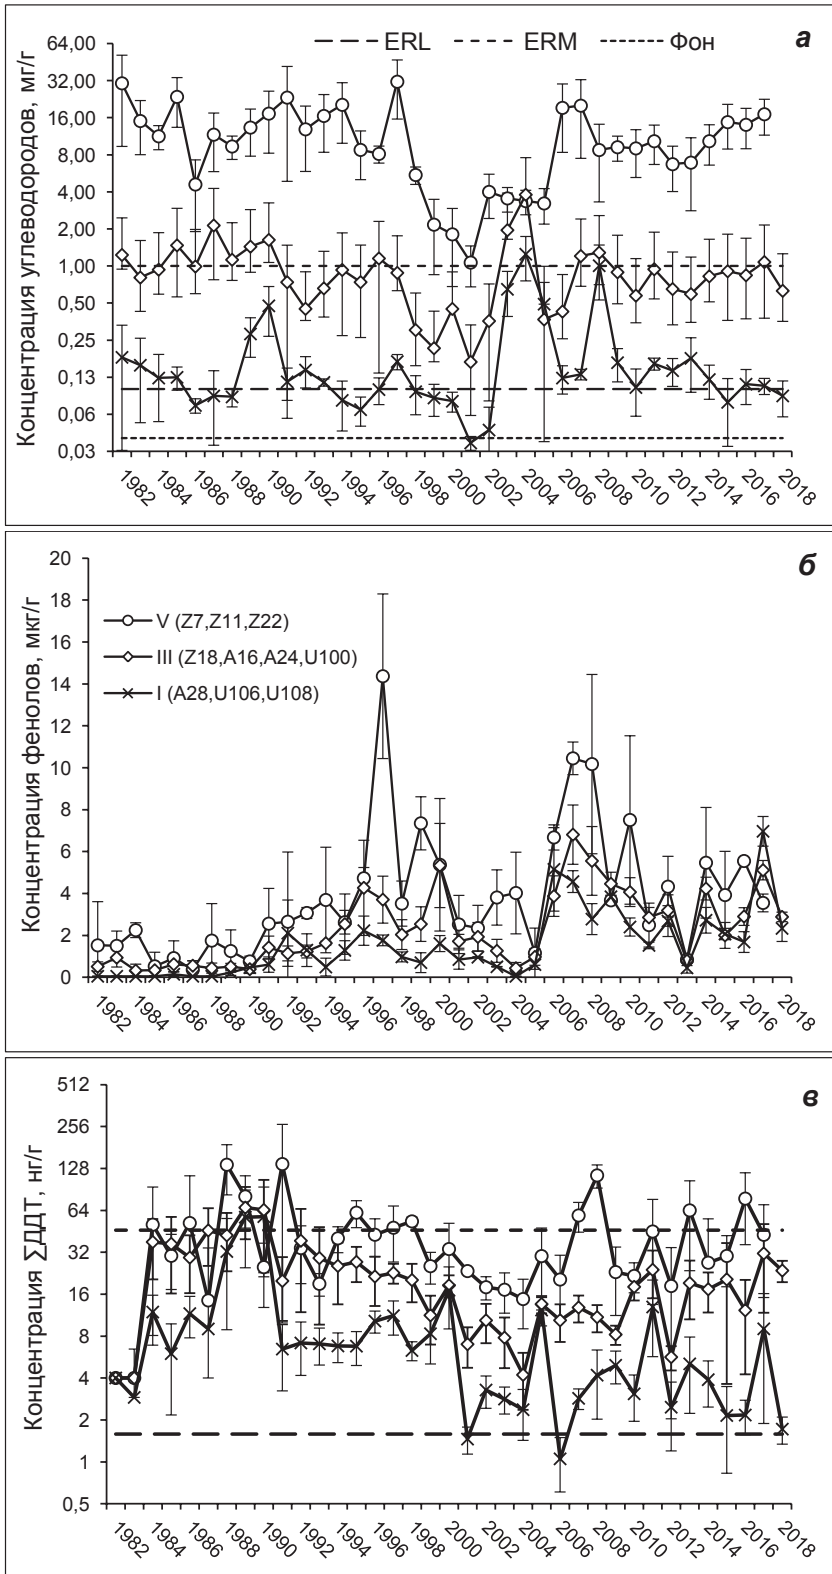 а
ERL ERM Фон
Концентрация углеводородов, мг/г
64,00
32,00
16,00
8,00
4,00
2,00
1,00
0,50
0,25
0,13
0,06
0,03
1982 1984 1986 1988 1990 1992 1994 1996 1998 2000 2002 2004 2006 2008 2010 2012 2014 2016 2018
б
Концентрация фенолов, мкг/г
20
18
16
14
12
10
8
6
4
2
0
V (Z7,Z11,Z22)
III (Z18,A16,A24,U100)
I (A28,U106,U108)
1982 1984 1986 1988 1990 1992 1994 1996 1998 2000 2002 2004 2006 2008 2010 2012 2014 2016 2018
в
Концентрация ∑ДДТ, нг/г
512
256
128
64
32
16
8
4
2
1
0,5
1982 1984 1986 1988 1990 1992 1994 1996 1998 2000 2002 2004 2006 2008 2010 2012 2014 2016 2018